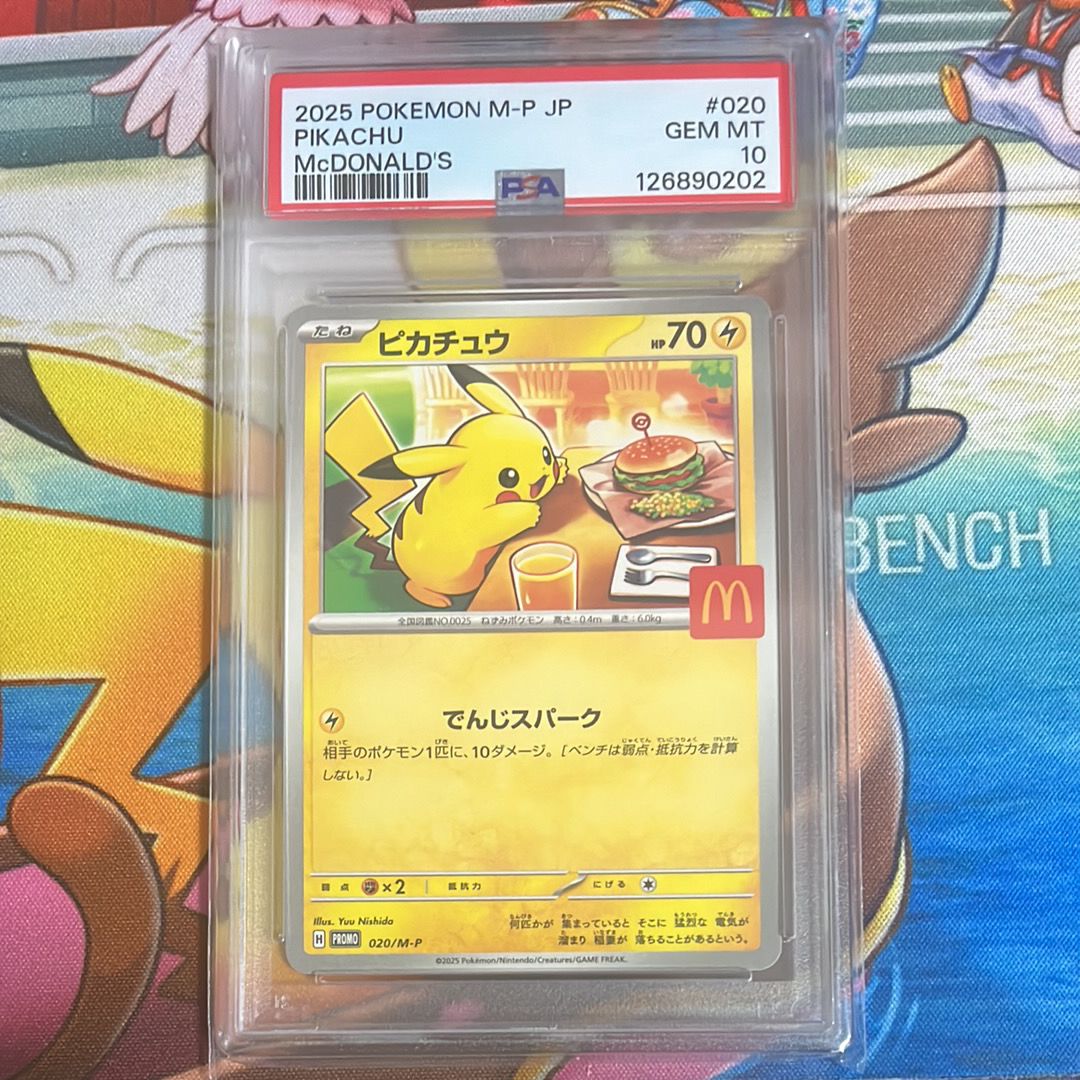 2025 POKEMON M-P JP #020
PIKACHU GEM MT
McDONALD'S 10
PSA 126890202
たね ピカチュウ HP 70
全国図鑑NO.0025 ねずみポケモン 高さ:0.4m 重さ:6.0kg
でんじスパーク
相手のポケモン1匹に、10ダメージ。[ベンチは弱点・抵抗力を計算
しない。]
弱点 ×2 抵抗力 にげる
Illus. Yuu Nishida
何匹かが 集まっていると そこに 猛烈な 電気が
溜まり 稲妻が 落ちることがあるという。
H PROMO 020/M-P
©2025 Pokémon/Nintendo/Creatures/GAME FREAK.
BENCH